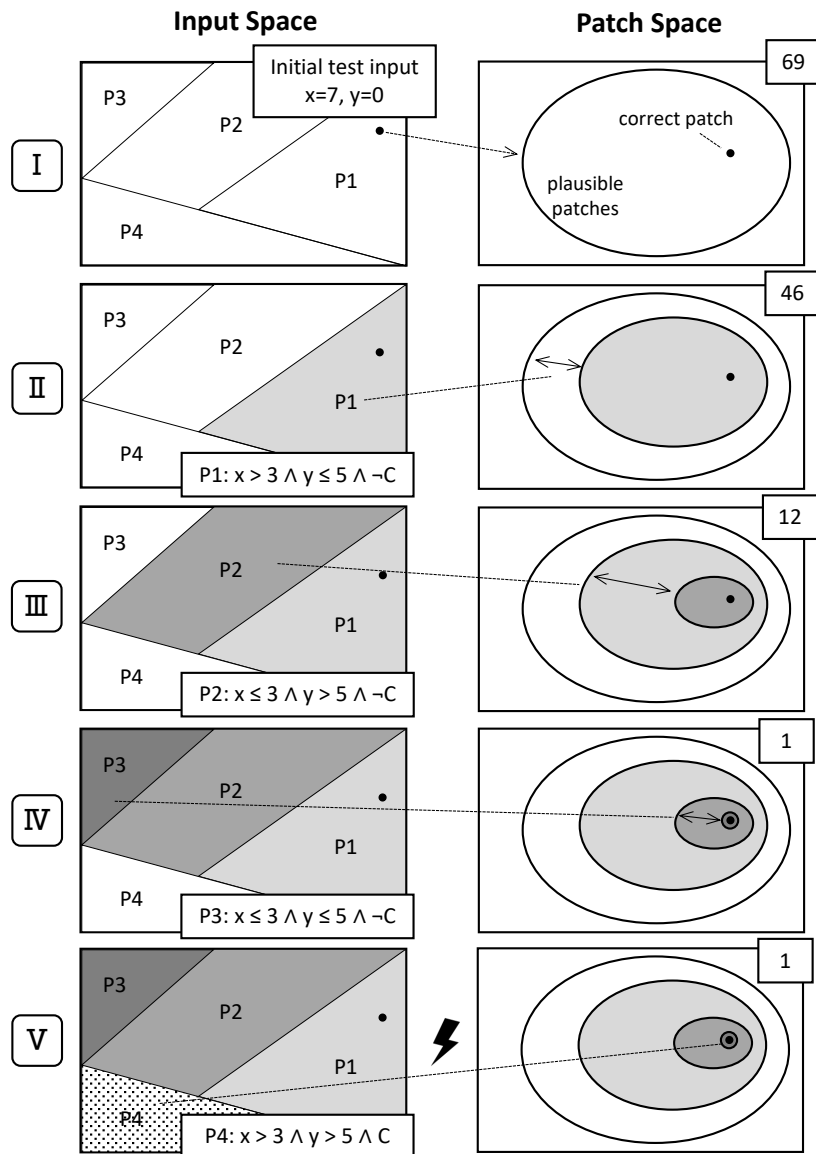 Input Space
Patch Space
I
P3
P2
Initial test input
x=7, y=0
P1
P4
69
correct patch
plausible
patches
II
P3
P2
P1
P4
P1: x > 3 ∧ y ≤ 5 ∧ ¬C
46
III
P3
P2
P1
P4
P2: x ≤ 3 ∧ y > 5 ∧ ¬C
12
IV
P3
P2
P1
P4
P3: x ≤ 3 ∧ y ≤ 5 ∧ ¬C
1
V
P3
P2
P1
P4
P4: x > 3 ∧ y > 5 ∧ C
1